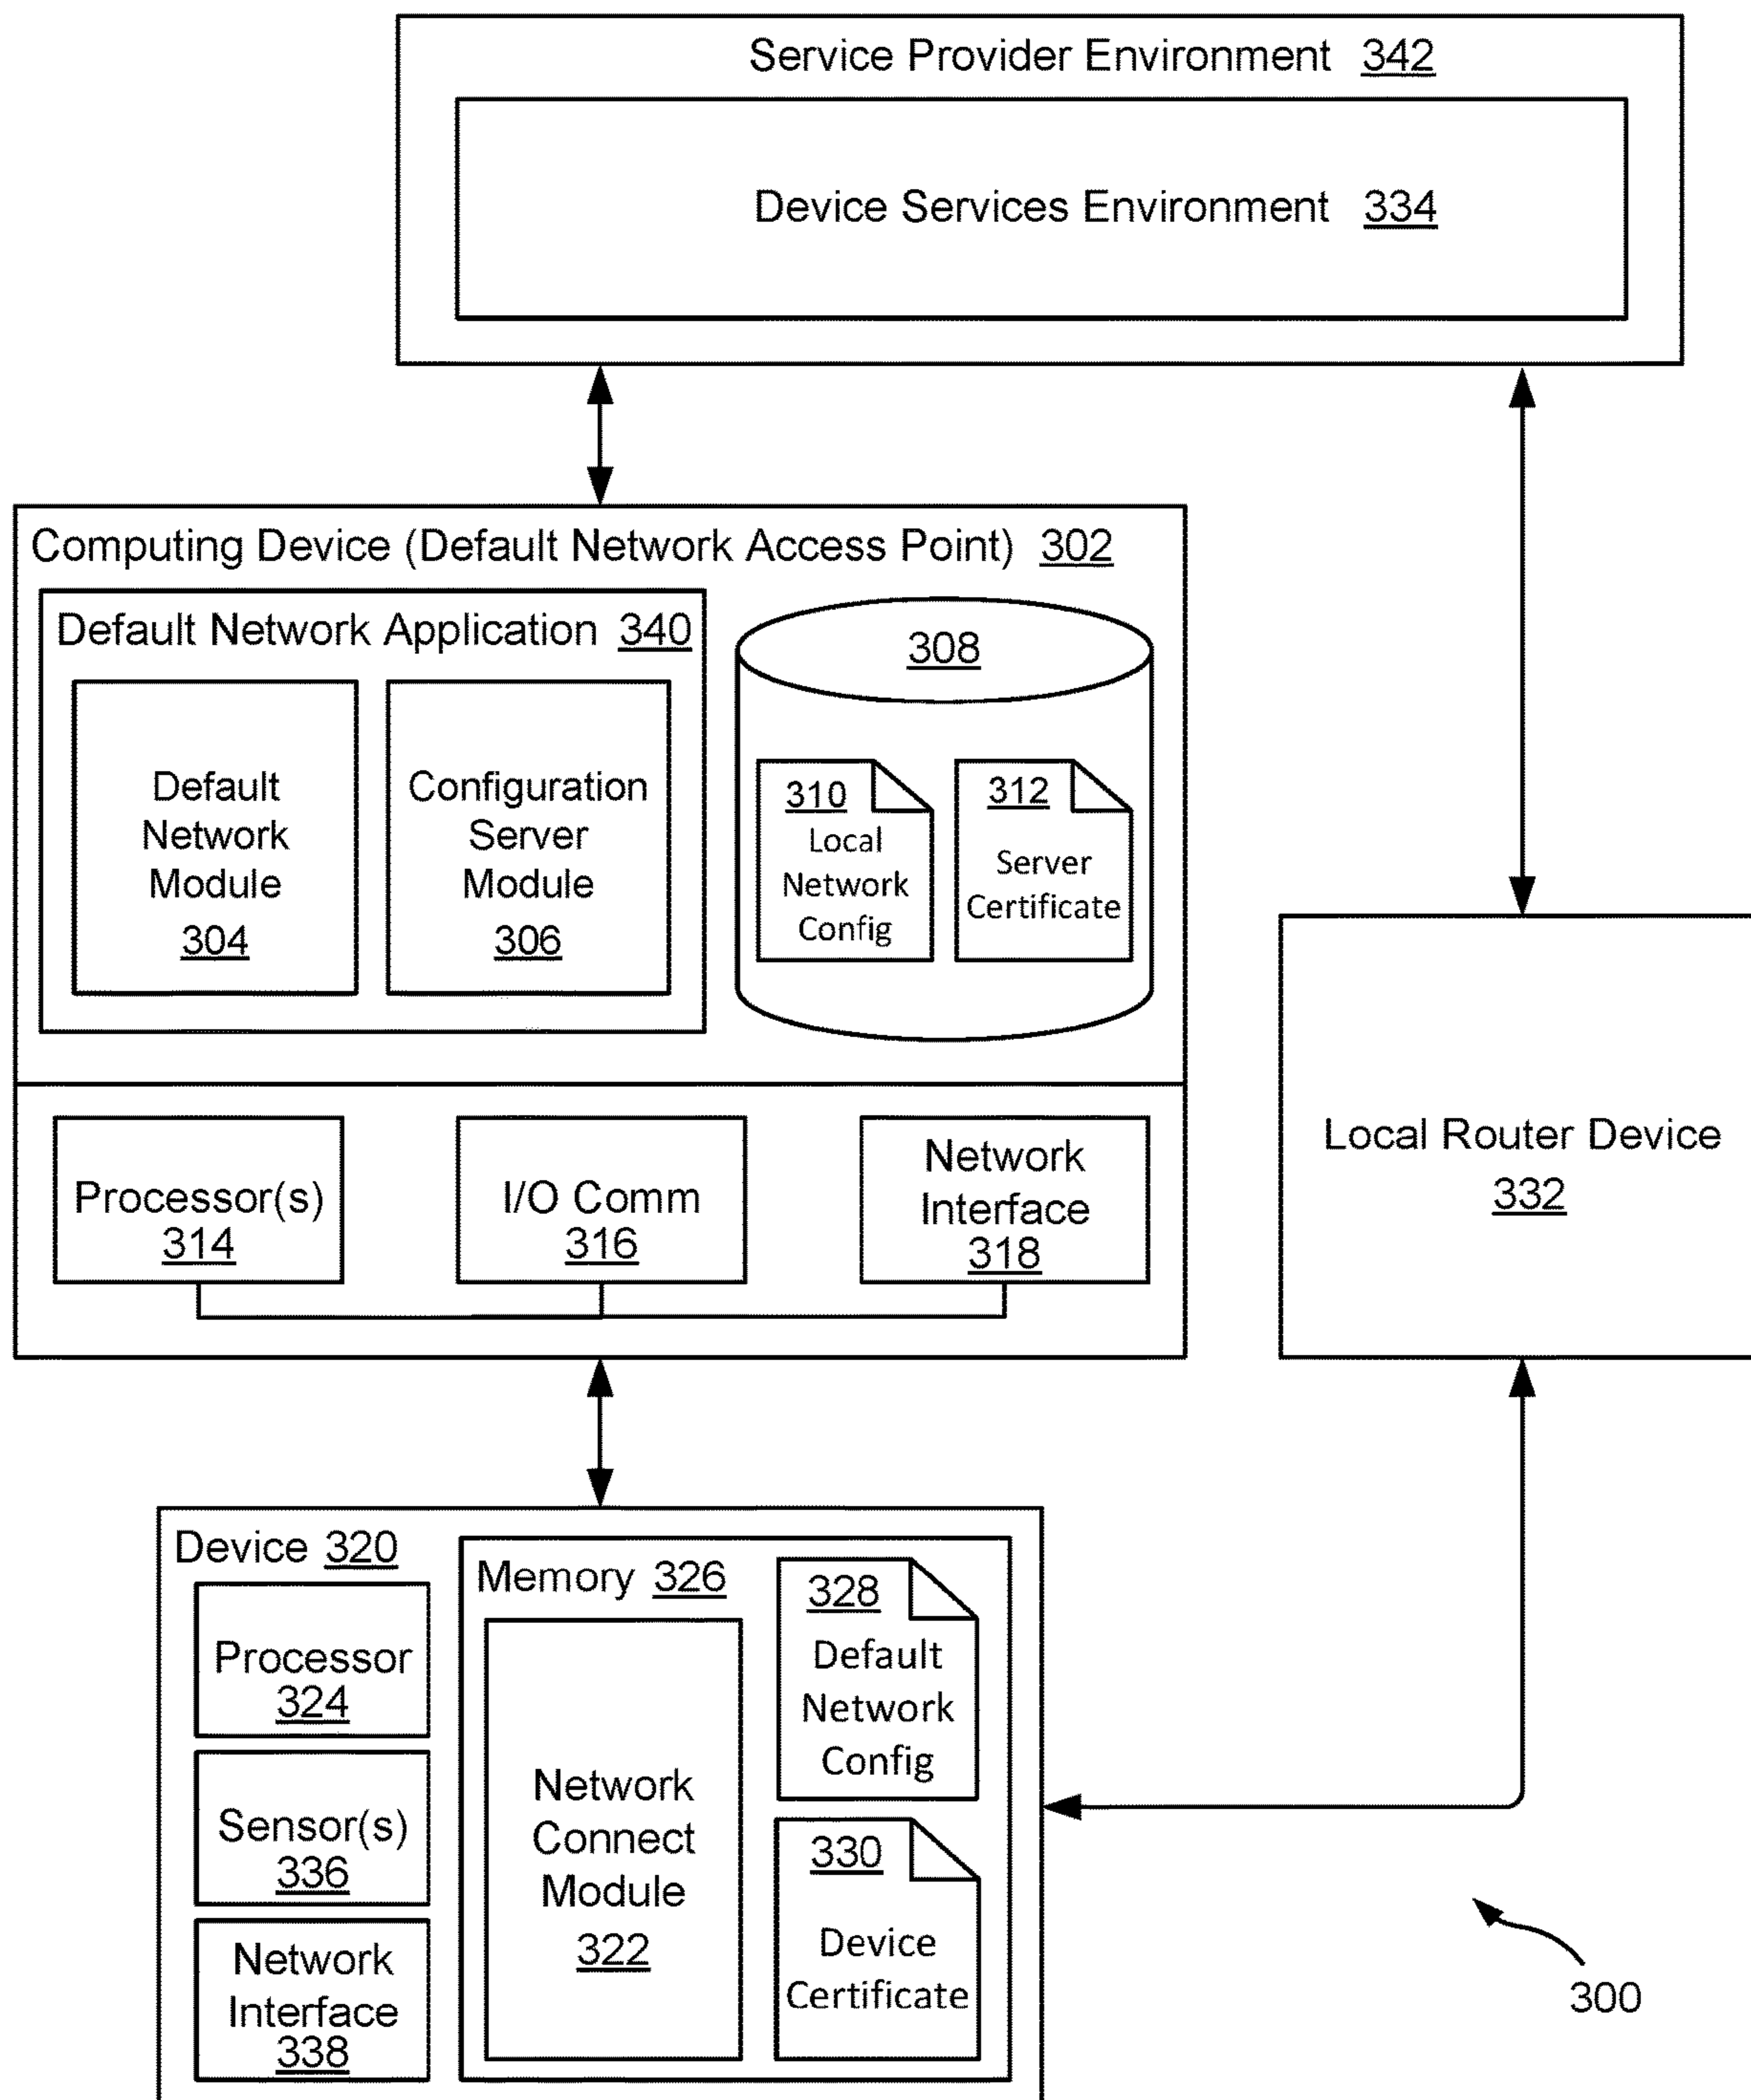 Service Provider Environment 342
Device Services Environment 334
Computing Device (Default Network Access Point) 302
Default Network Application 340
Default
Network
Module
304
Configuration
Server
Module
306
308
310
Local
Network
Config
312
Server
Certificate
Processor(s)
314
I/O Comm
316
Network
Interface
318
Local Router Device
332
Device 320
Processor
324
Sensor(s)
336
Network
Interface
338
Memory 326
Network
Connect
Module
322
328
Default
Network
Config
330
Device
Certificate
300